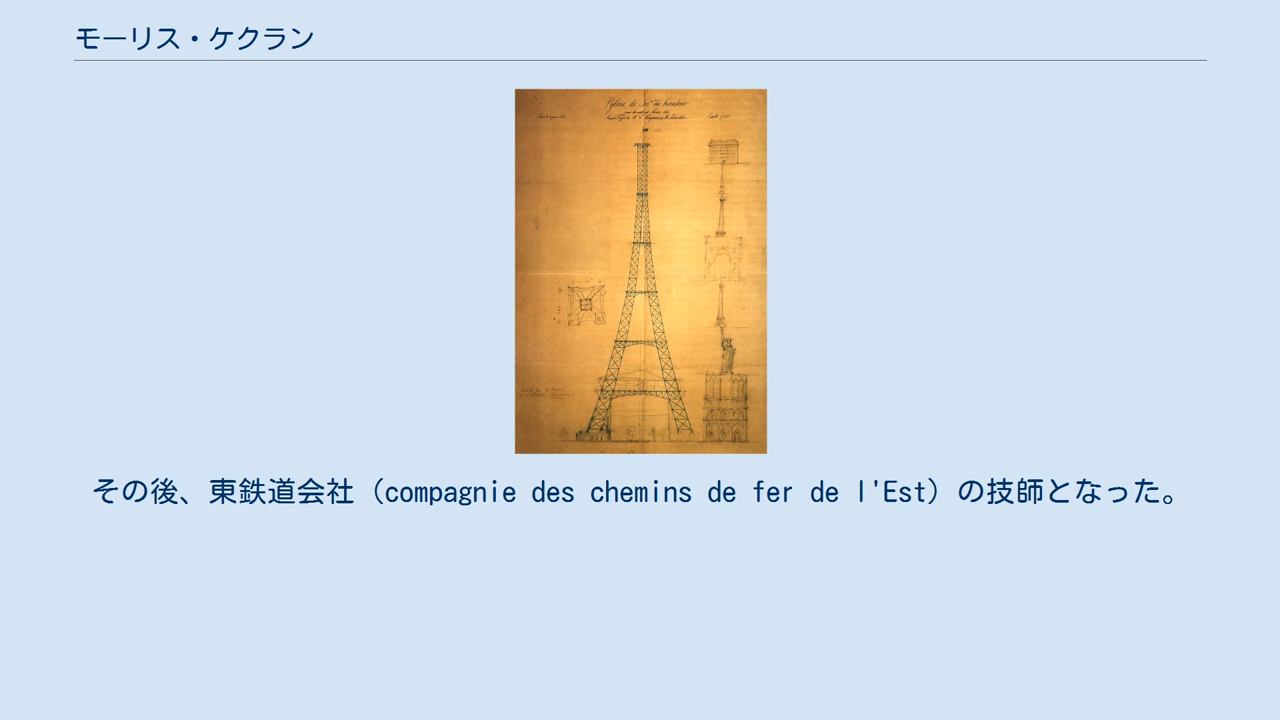 モーリス・ケクラン
その後、東鉄道会社（compagnie des chemins de fer de l'Est）の技師となった。